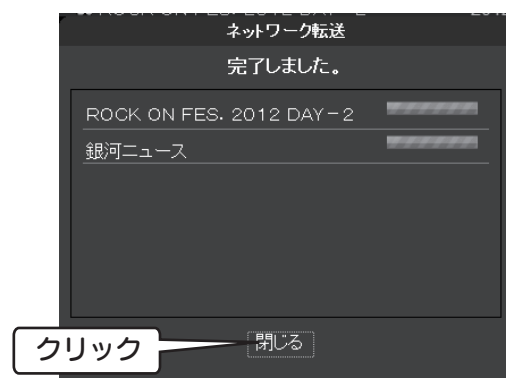 ネットワーク転送
完了しました。
ROCK ON FES. 2012 DAY－2
銀河ニュース
クリック
閉じる